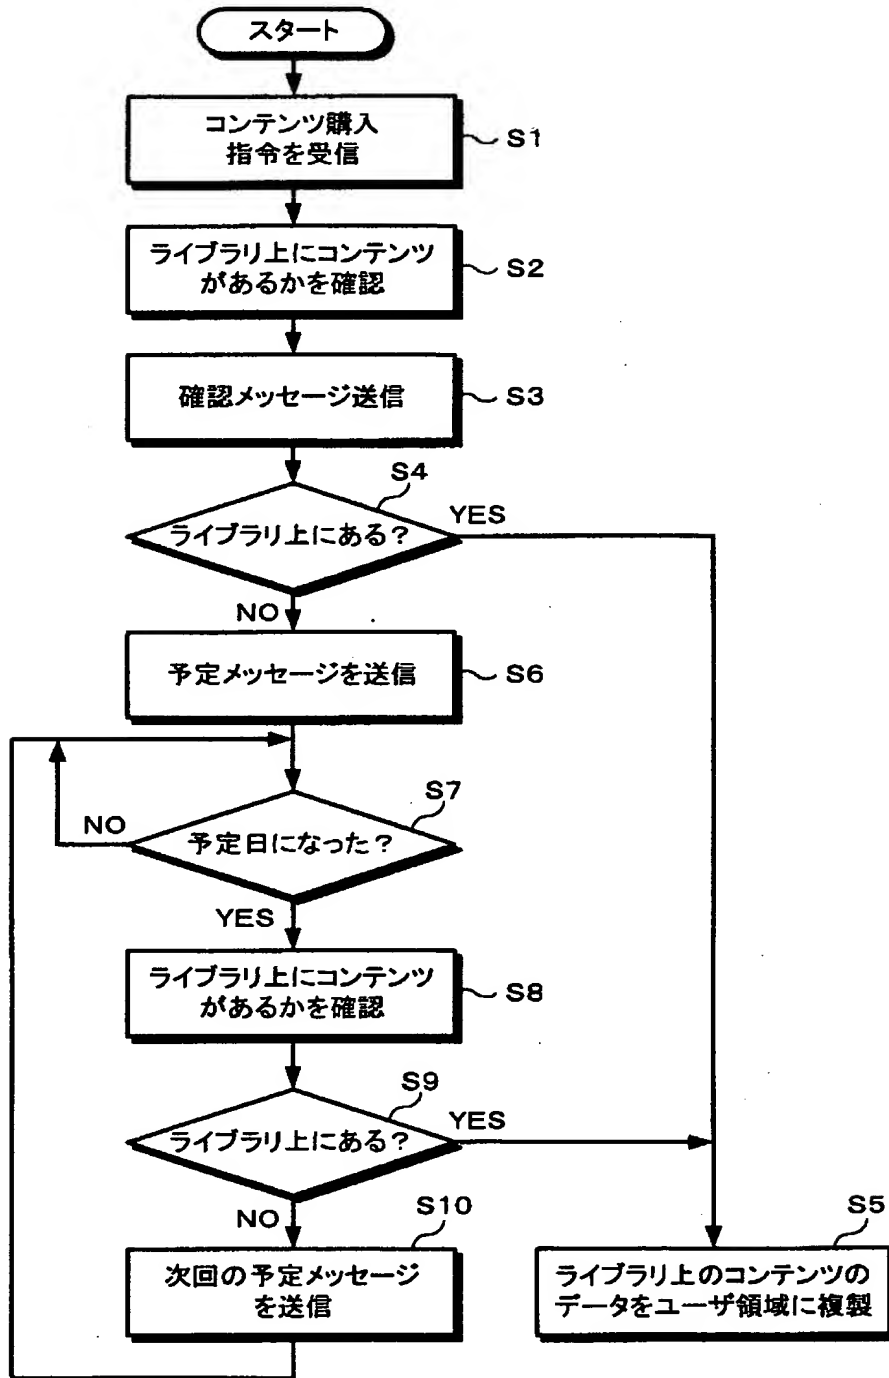 スタート
コンテンツ購入
指令を受信
S1
ライブラリ上にコンテンツ
があるかを確認
S2
確認メッセージ送信
S3
S4
ライブラリ上にある?
YES
NO
予定メッセージを送信
S6
S7
予定日になった?
NO
YES
ライブラリ上にコンテンツ
があるかを確認
S8
S9
ライブラリ上にある?
YES
NO
S10
次回の予定メッセージ
を送信
S5
ライブラリ上のコンテンツの
データをユーザ領域に複製